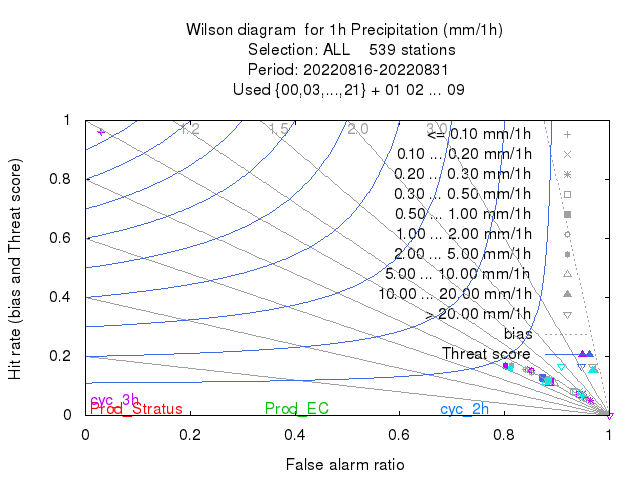 Wilson diagram  for 1h Precipitation (mm/1h)
Selection: ALL    539 stations
Period: 20220816-20220831
Used {00,03,...,21} + 01 02 ... 09
1.2 1.5 2.0 3.0
<= 0.10 mm/1h
0.10 ... 0.20 mm/1h
0.20 ... 0.30 mm/1h
0.30 ... 0.50 mm/1h
0.50 ... 1.00 mm/1h
1.00 ... 2.00 mm/1h
2.00 ... 5.00 mm/1h
5.00 ... 10.00 mm/1h
10.00 ... 20.00 mm/1h
> 20.00 mm/1h
bias
Threat score
Hit rate (bias and Threat score)
1
0.8
0.6
0.4
0.2
0
cyc_3h
Prod_Stratus Prod_EC cyc_2h
0 0.2 0.4 0.6 0.8 1
False alarm ratio